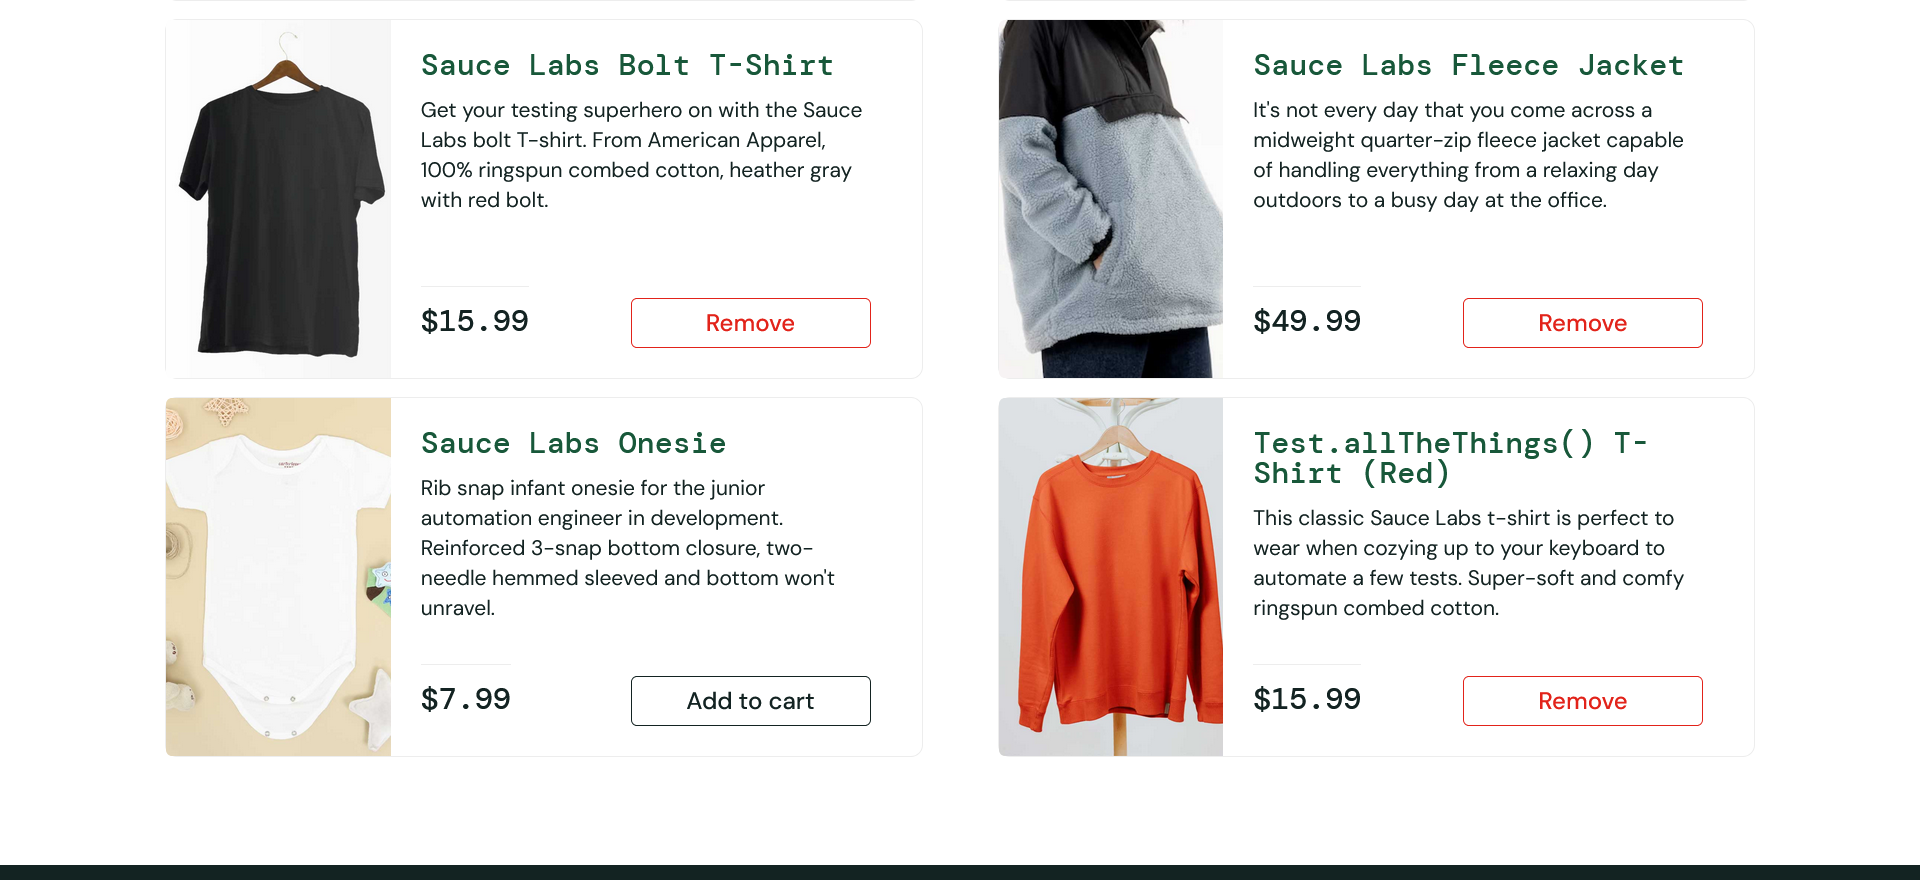 Sauce Labs Bolt T-Shirt
Get your testing superhero on with the Sauce
Labs bolt T-shirt. From American Apparel,
100% ringspun combed cotton, heather gray
with red bolt.
$15.99
Remove
Sauce Labs Fleece Jacket
It's not every day that you come across a
midweight quarter-zip fleece jacket capable
of handling everything from a relaxing day
outdoors to a busy day at the office.
$49.99
Remove
Sauce Labs Onesie
Rib snap infant onesie for the junior
automation engineer in development.
Reinforced 3-snap bottom closure, two-
needle hemmed sleeved and bottom won't
unravel.
$7.99
Add to cart
Test.allTheThings() T-
Shirt (Red)
This classic Sauce Labs t-shirt is perfect to
wear when cozying up to your keyboard to
automate a few tests. Super-soft and comfy
ringspun combed cotton.
$15.99
Remove